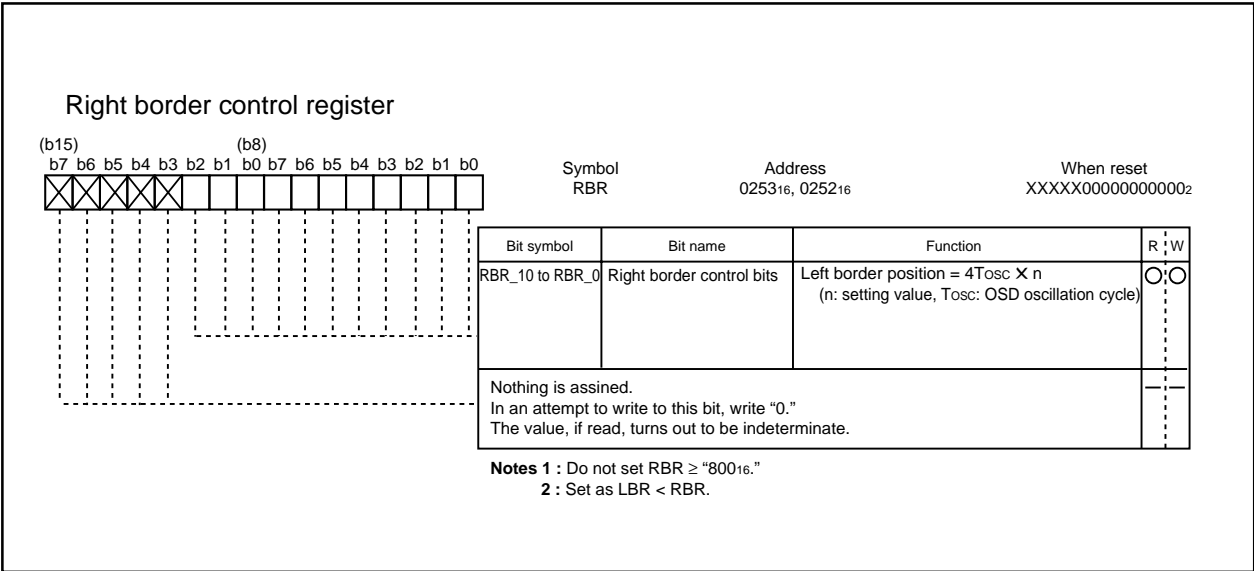 Right border control register
(b15) (b8)
b7 b6 b5 b4 b3 b2 b1 b0 b7 b6 b5 b4 b3 b2 b1 b0
Symbol Address When reset
RBR 025316, 025216 XXXXX000000000002
Bit symbol Bit name Function R W
RBR_10 to RBR_0 Right border control bits Left border position = 4TOSC X n
(n: setting value, TOSC: OSD oscillation cycle)
Nothing is assined.
In an attempt to write to this bit, write “0.”
The value, if read, turns out to be indeterminate.
Notes 1 : Do not set RBR ≥ “80016.”
2 : Set as LBR < RBR.